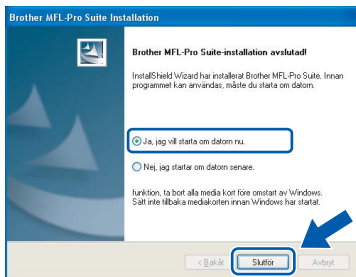 Brother MFL-Pro Suite Installation
Brother MFL-Pro Suite-installation avslutad!
InstallShield Wizard har installerat Brother MFL-Pro Suite. Innan
programmet kan användas, måste du starta om datorn.
Ja, jag vill starta om datorn nu.
Nej, jag startar om datorn senare.
funktion, ta bort alla media kort före omstart av Windows.
Sätt inte tillbaka mediakorten innan Windows har startat.
< Bakåt
Slutför
Avbryt